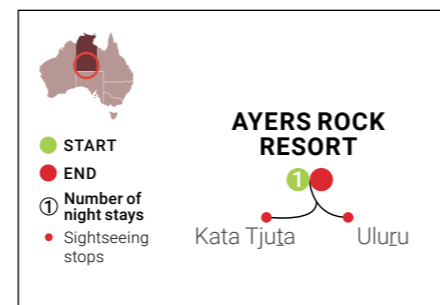 START
END
1 Number of
night stays
Sightseeing
stops
AYERS ROCK
RESORT
1
Kata Tjuṯa
Uluṟu